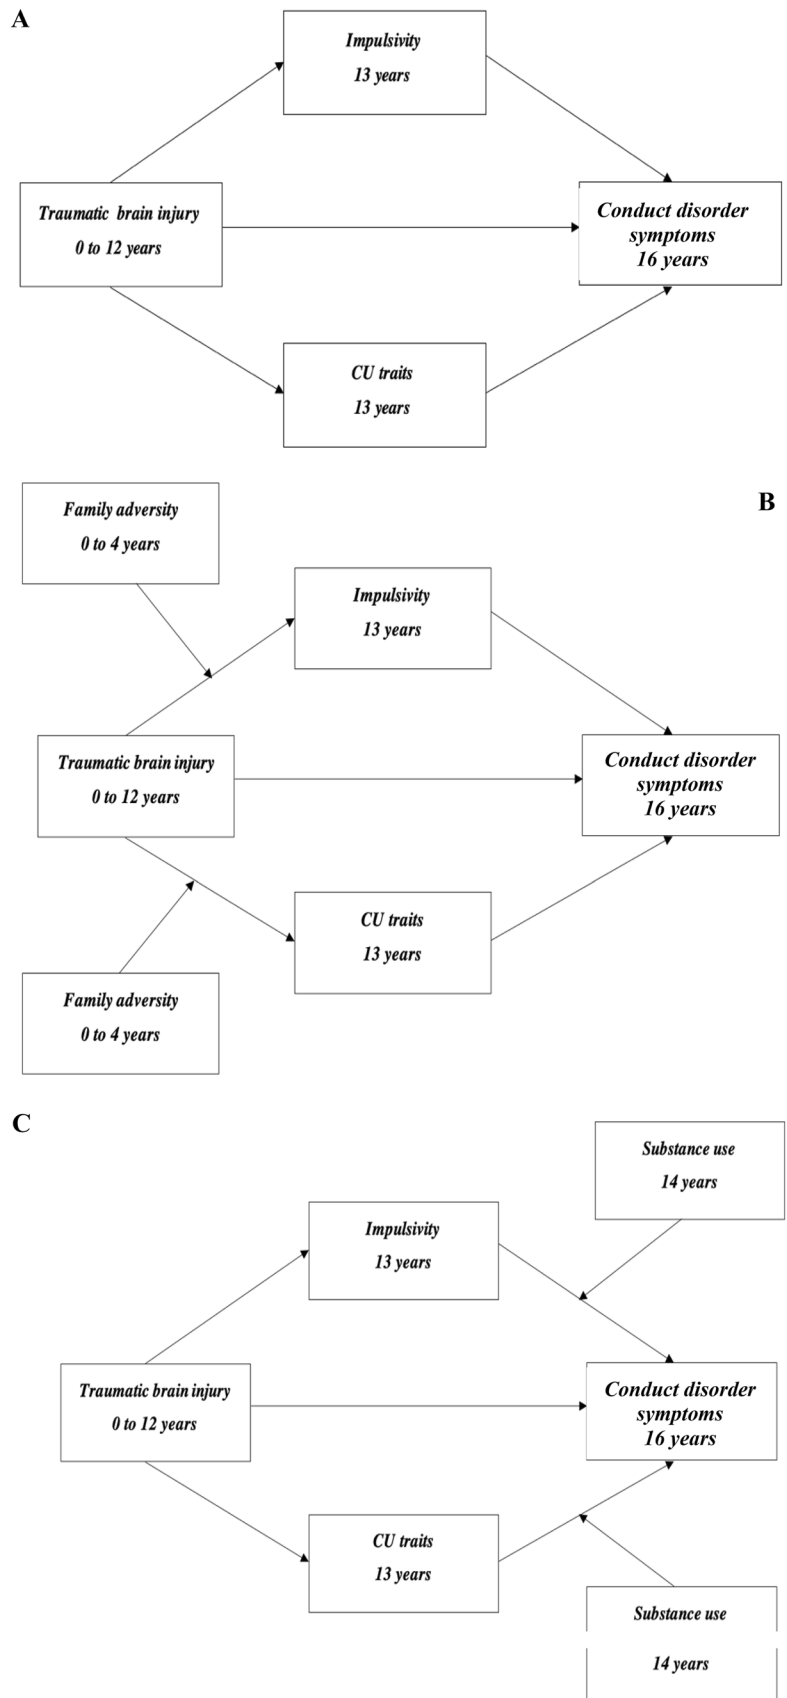 A
Impulsivity
13 years
Traumatic brain injury
0 to 12 years
Conduct disorder
symptoms
16 years
CU traits
13 years
B
Family adversity
0 to 4 years
Impulsivity
13 years
Traumatic brain injury
0 to 12 years
Conduct disorder
symptoms
16 years
CU traits
13 years
Family adversity
0 to 4 years
C
Substance use
14 years
Impulsivity
13 years
Traumatic brain injury
0 to 12 years
Conduct disorder
symptoms
16 years
CU traits
13 years
Substance use
14 years